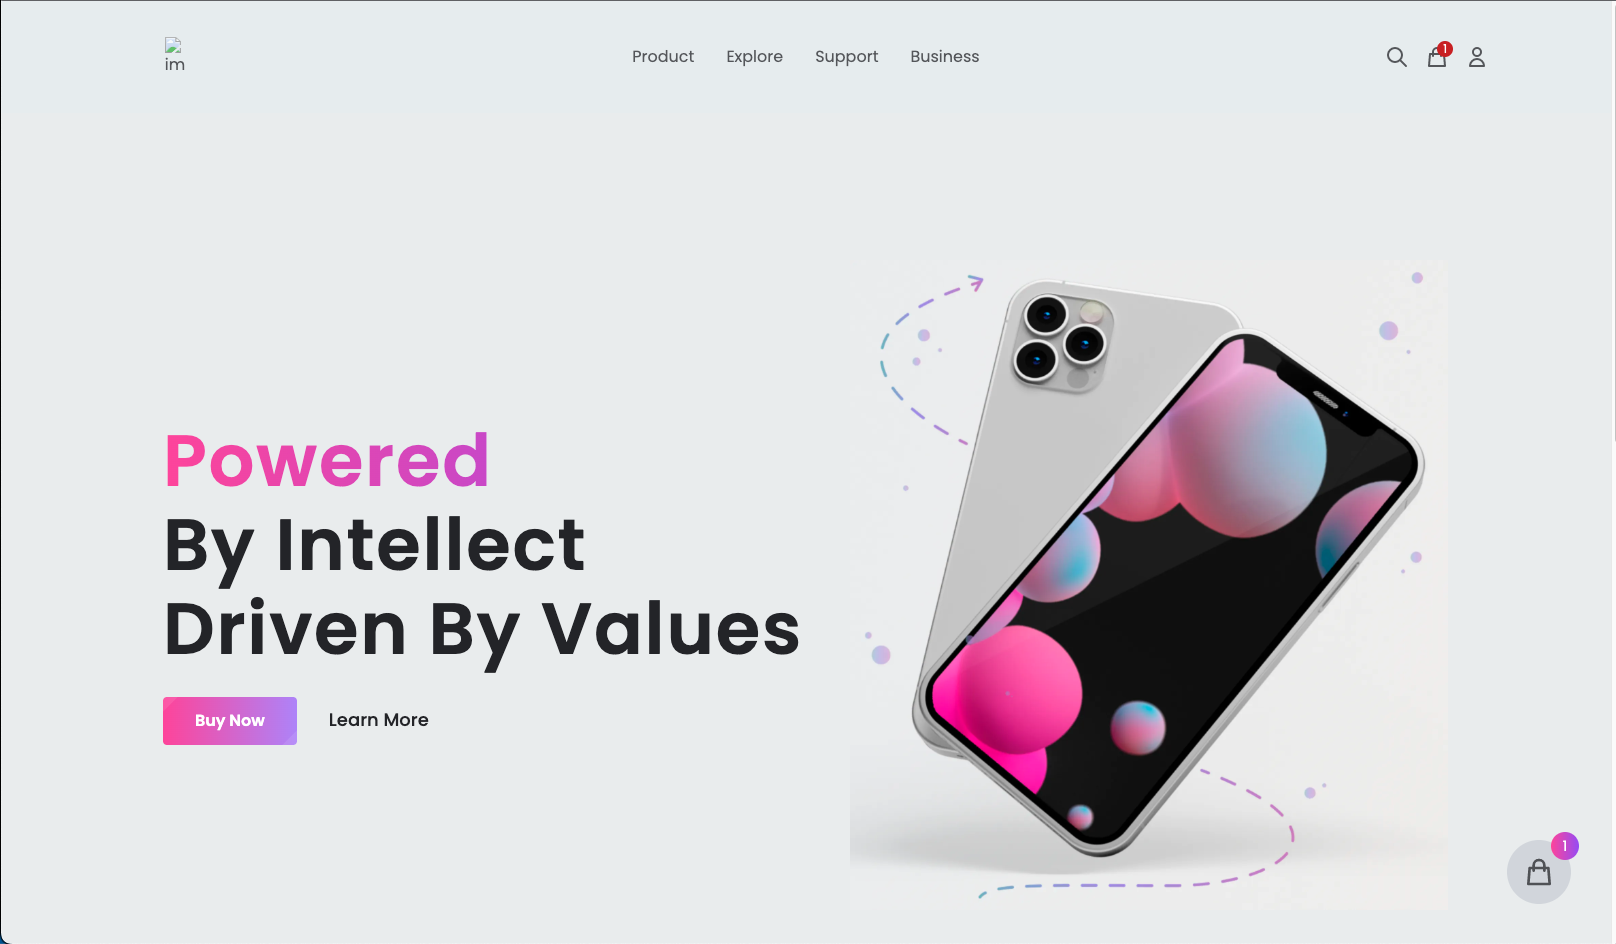 im
Product
Explore
Support
Business
1
Powered
By Intellect
Driven By Values
Buy Now
Learn More
1